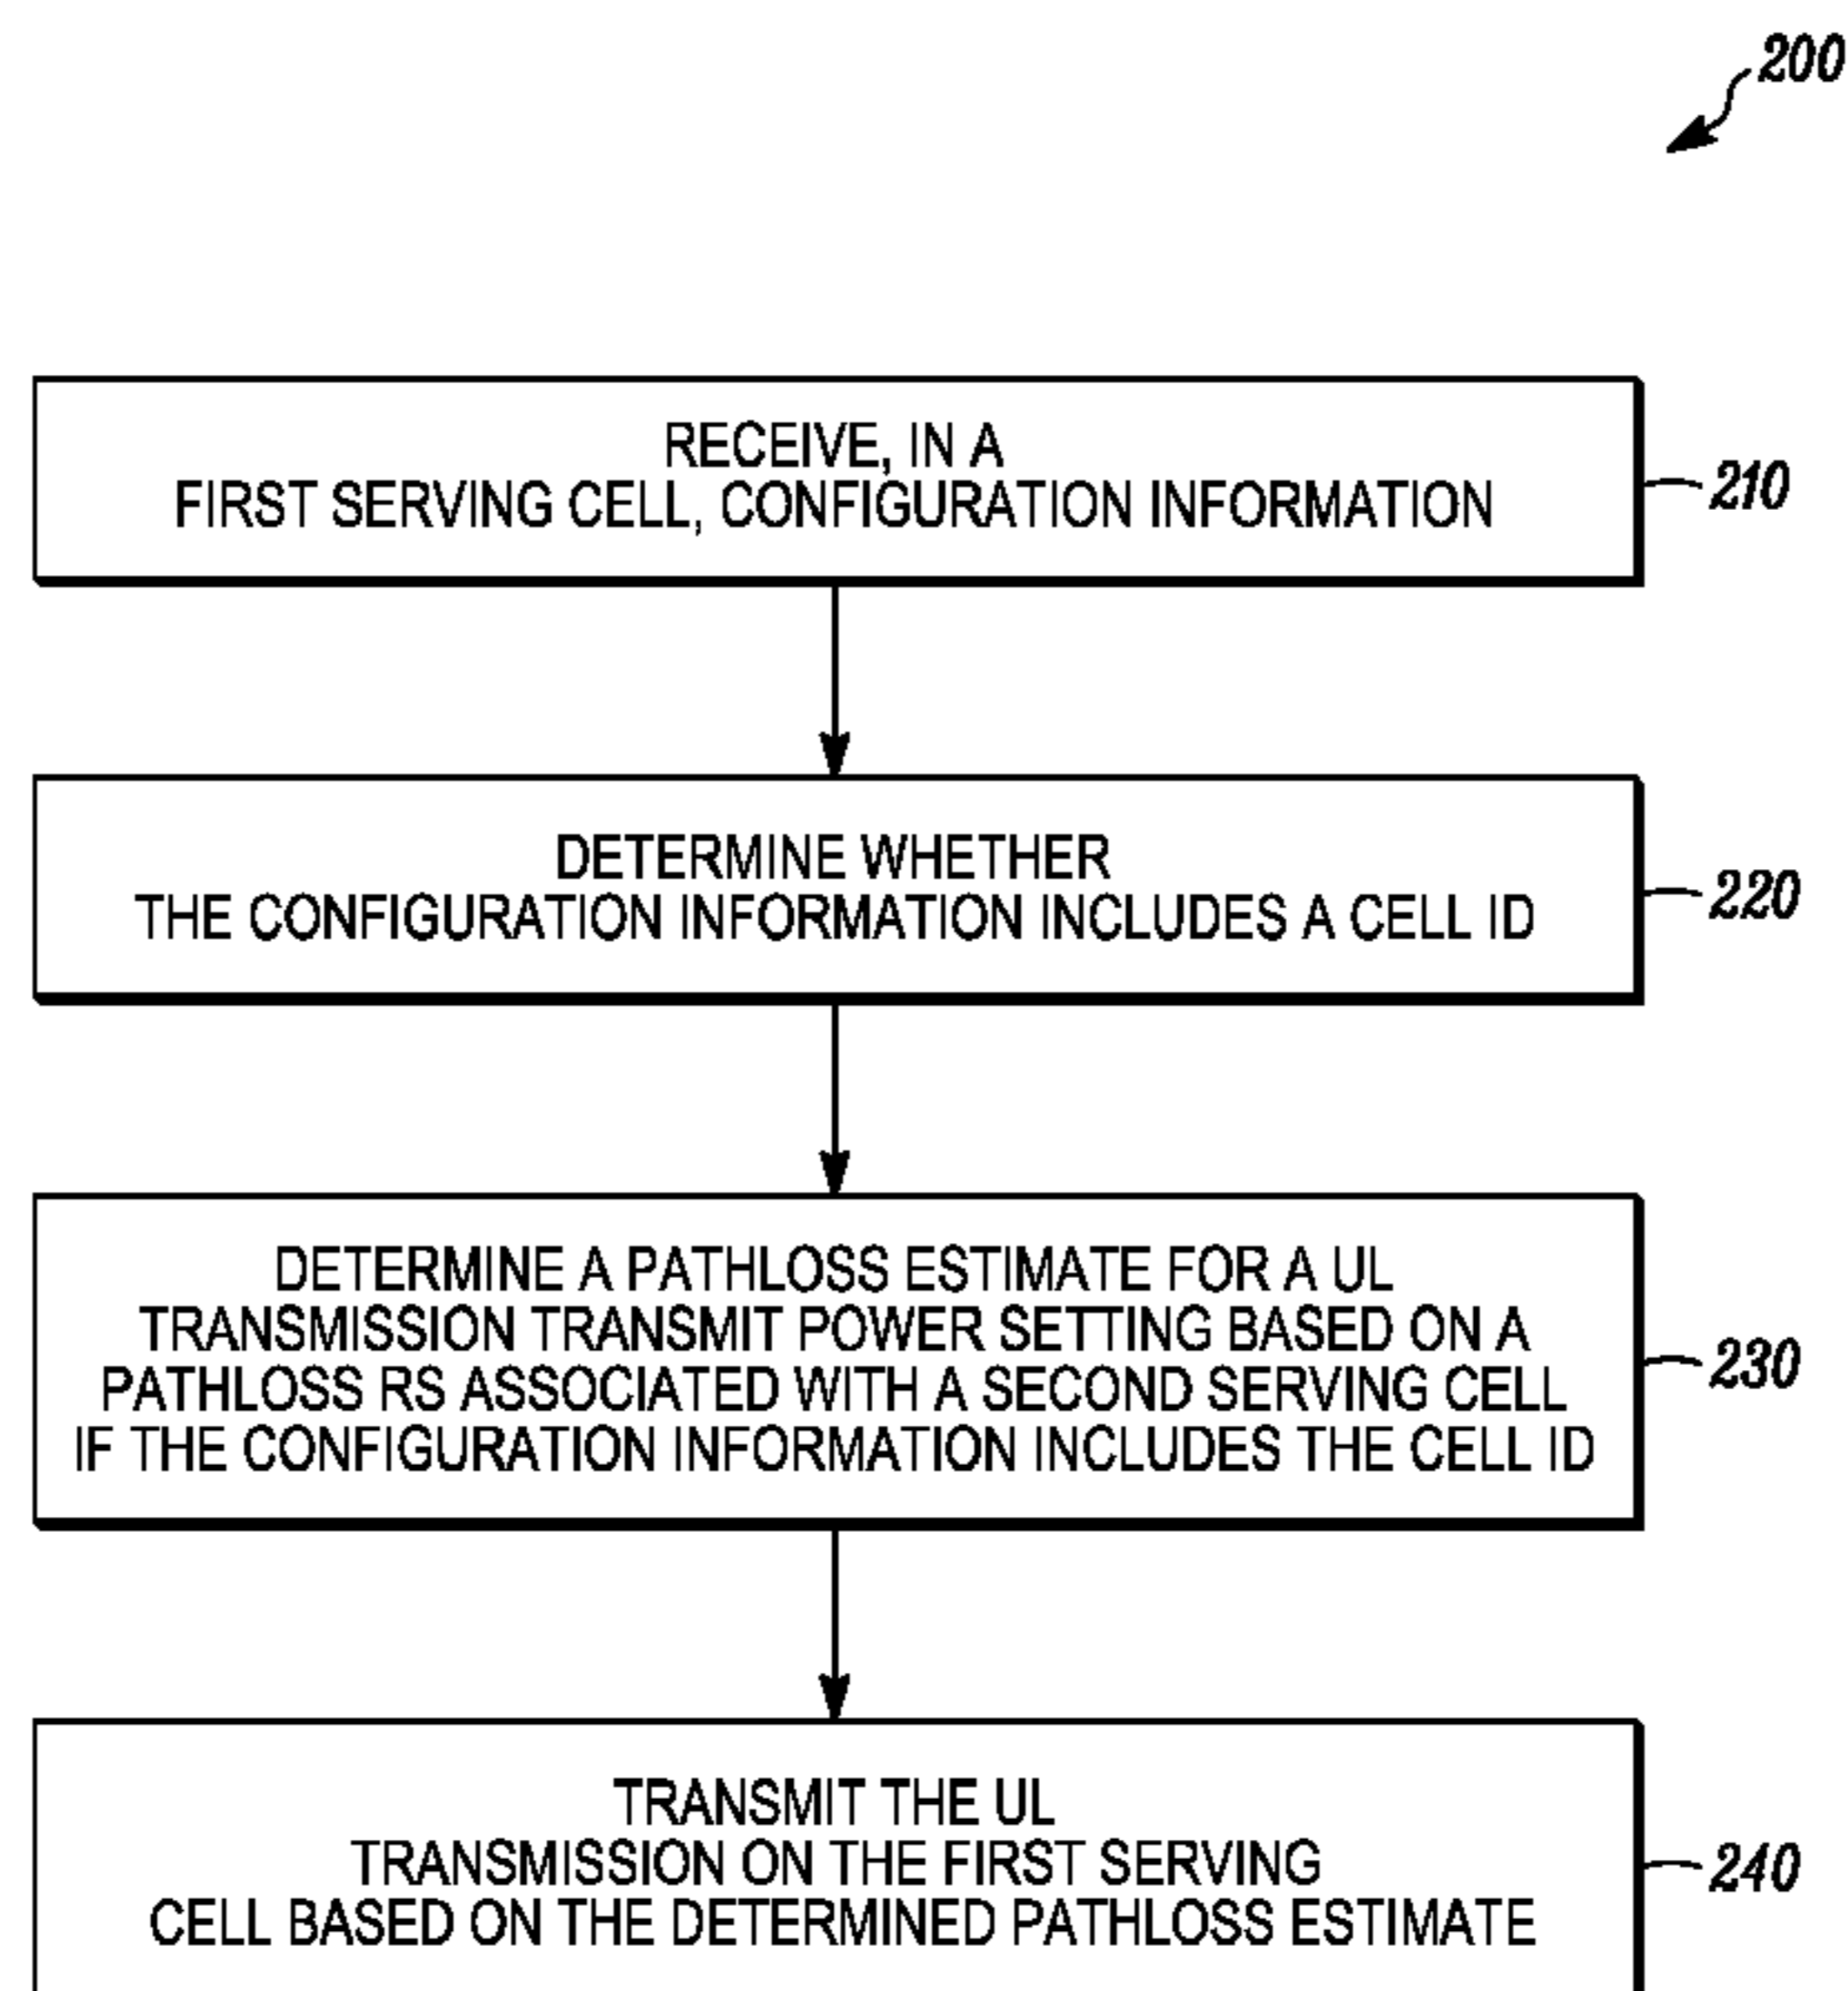 200
RECEIVE, IN A
FIRST SERVING CELL, CONFIGURATION INFORMATION
210
DETERMINE WHETHER
THE CONFIGURATION INFORMATION INCLUDES A CELL ID
220
DETERMINE A PATHLOSS ESTIMATE FOR A UL
TRANSMISSION TRANSMIT POWER SETTING BASED ON A
PATHLOSS RS ASSOCIATED WITH A SECOND SERVING CELL
IF THE CONFIGURATION INFORMATION INCLUDES THE CELL ID
230
TRANSMIT THE UL
TRANSMISSION ON THE FIRST SERVING
CELL BASED ON THE DETERMINED PATHLOSS ESTIMATE
240